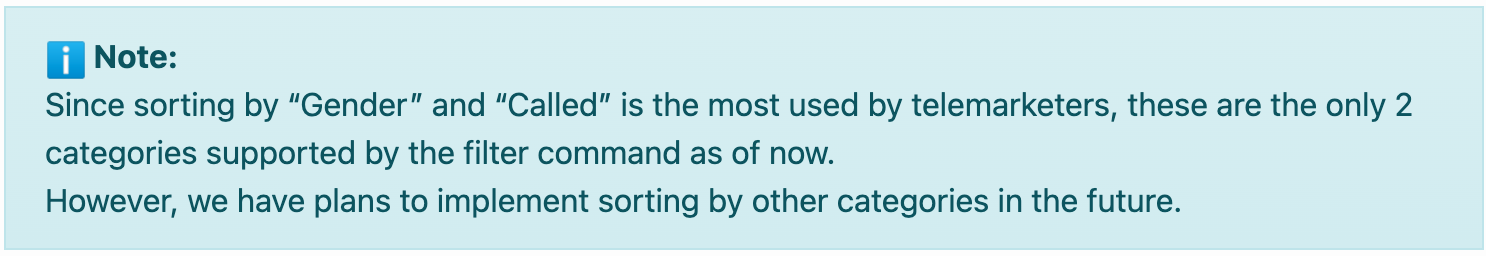 ℹ️ Note:
Since sorting by “Gender” and “Called” is the most used by telemarketers, these are the only 2
categories supported by the filter command as of now.
However, we have plans to implement sorting by other categories in the future.